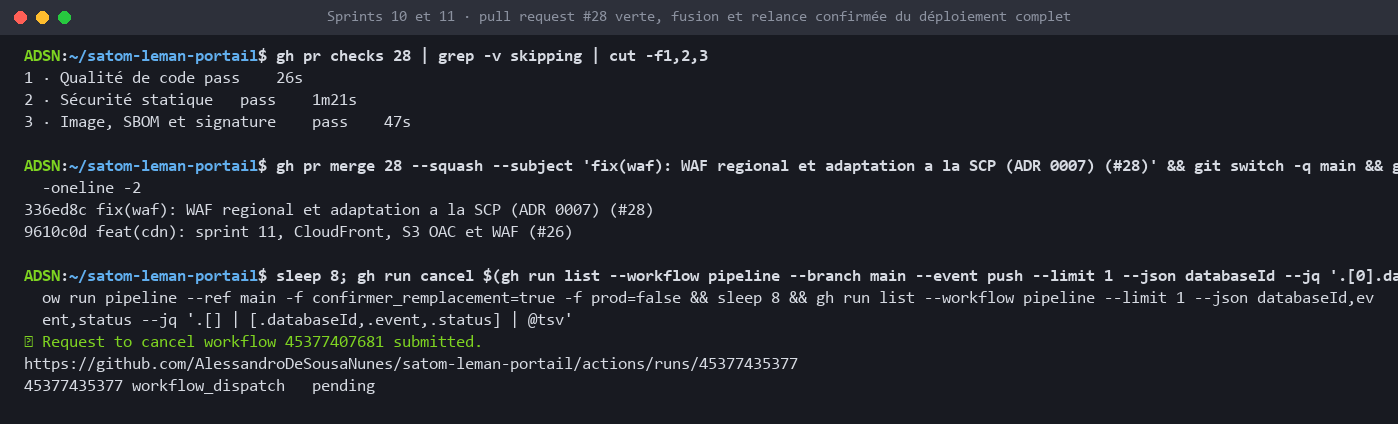 Sprints 10 et 11 · pull request #28 verte, fusion et relance confirmée du déploiement complet
ADSN:~/satom-leman-portail$ gh pr checks 28 | grep -v skipping | cut -f1,2,3
1 · Qualité de code pass    26s
2 · Sécurité statique   pass    1m21s
3 · Image, SBOM et signature    pass    47s
ADSN:~/satom-leman-portail$ gh pr merge 28 --squash --subject 'fix(waf): WAF regional et adaptation a la SCP (ADR 0007) (#28)' && git switch -q main && g
-oneline -2
336ed8c fix(waf): WAF regional et adaptation a la SCP (ADR 0007) (#28)
9610c0d feat(cdn): sprint 11, CloudFront, S3 OAC et WAF (#26)
ADSN:~/satom-leman-portail$ sleep 8; gh run cancel $(gh run list --workflow pipeline --branch main --event push --limit 1 --json databaseId --jq '.[0].da
ow run pipeline --ref main -f confirmer_remplacement=true -f prod=false && sleep 8 && gh run list --workflow pipeline --limit 1 --json databaseId,ev
ent,status --jq '.[] | [.databaseId,.event,.status] | @tsv'
Request to cancel workflow 45377407681 submitted.
https://github.com/AlessandroDeSousaNunes/satom-leman-portail/actions/runs/45377435377
45377435377 workflow_dispatch   pending